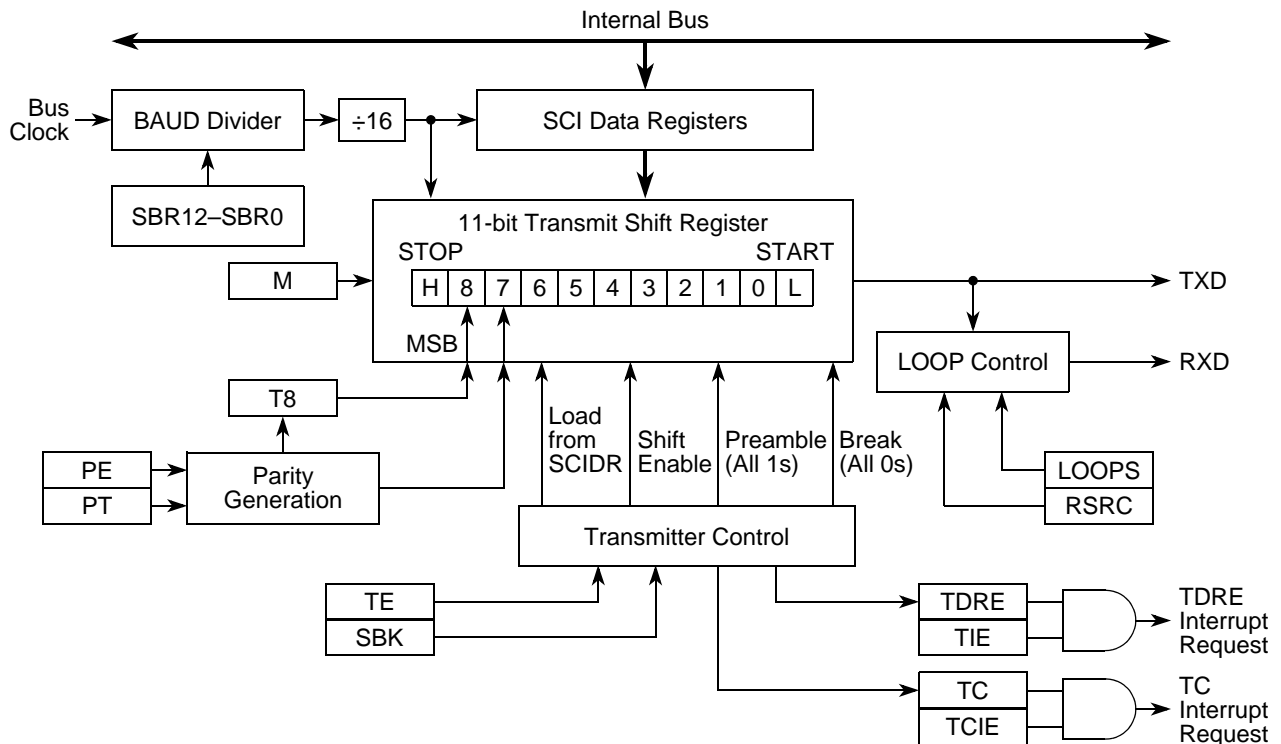 Internal Bus
Bus
Clock
BAUD Divider
÷16
SCI Data Registers
SBR12–SBR0
11-bit Transmit Shift Register
STOP
START
M
H 8 7 6 5 4 3 2 1 0 L
TXD
MSB
LOOP Control
RXD
T8
Load
from
SCIDR
Shift
Enable
Preamble
(All 1s)
Break
(All 0s)
PE
PT
Parity
Generation
LOOPS
RSRC
Transmitter Control
TE
SBK
TDRE
TIE
TDRE
Interrupt
Request
TC
TCIE
TC
Interrupt
Request